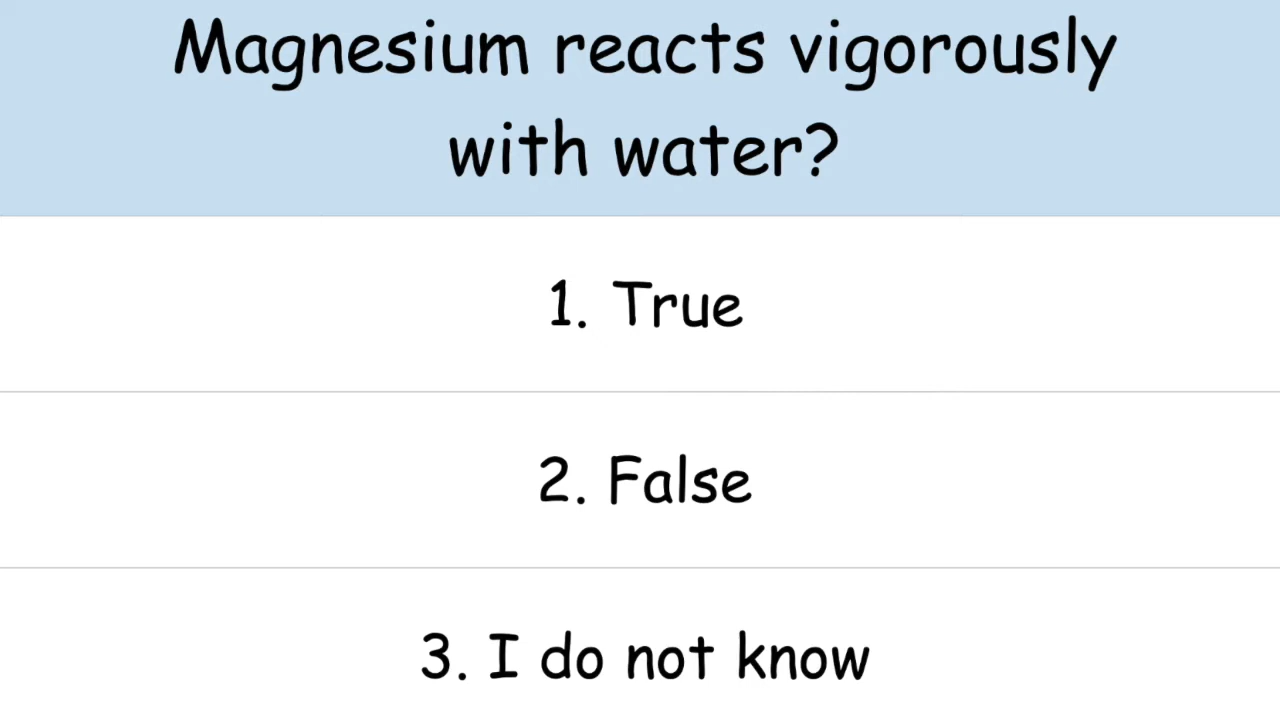 Magnesium reacts vigorously
with water?
1. True
2. False
3. I do not know